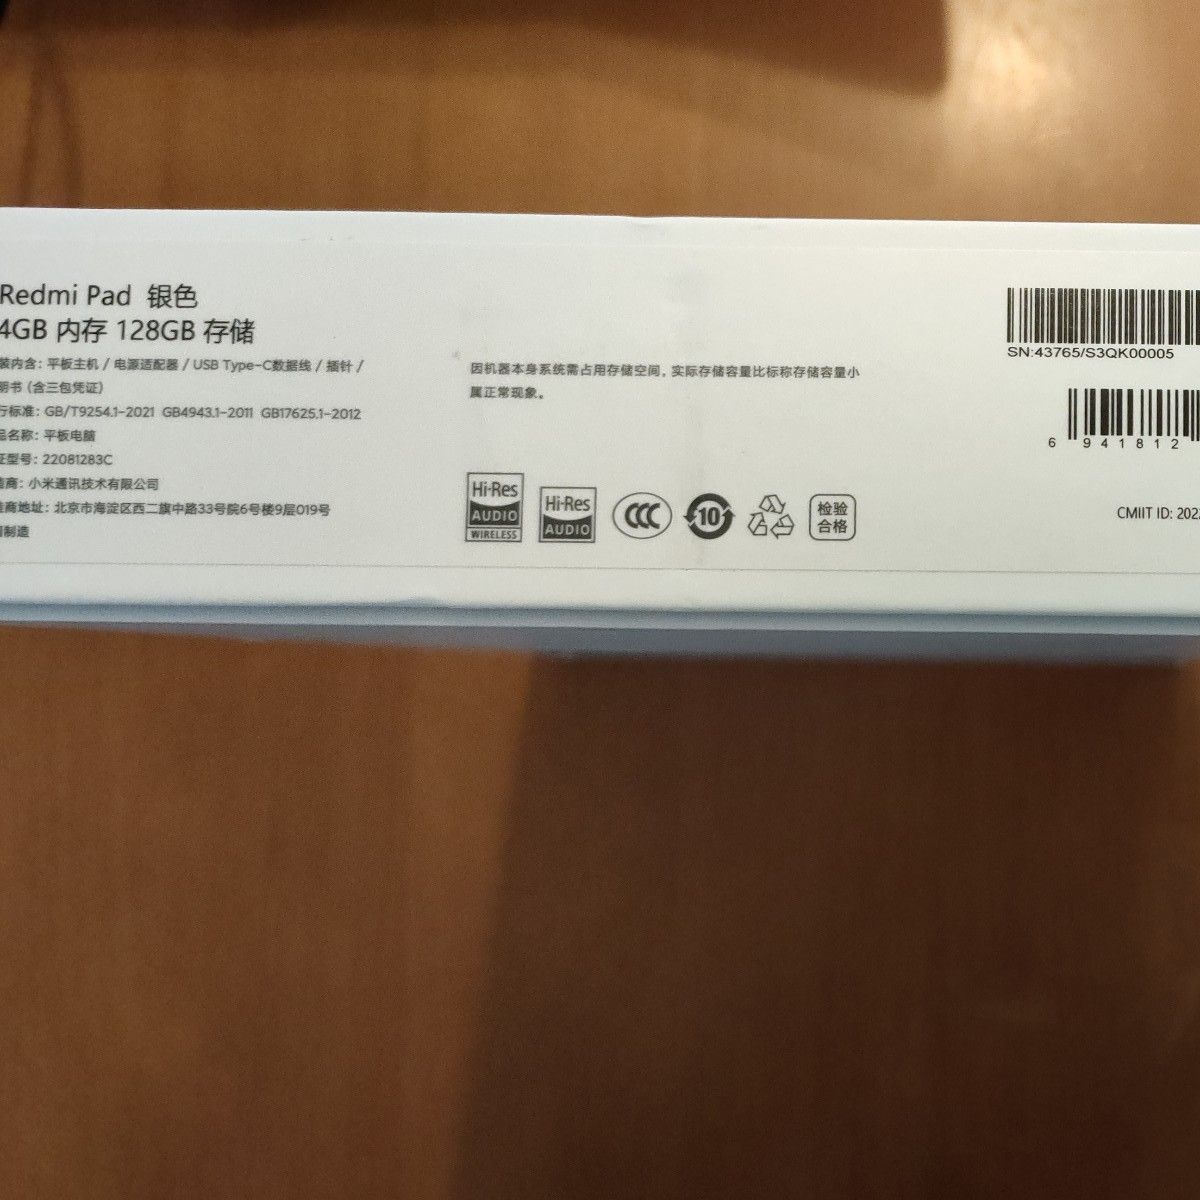 Redmi Pad 银色
4GB 内存 128GB 存储
装内含: 平板主机 / 电源适配器 / USB Type-C数据线 / 插针 /
明书 (含三包凭证)
行标准: GB/T9254.1-2021 GB4943.1-2011 GB17625.1-2012
品名称: 平板电脑
证型号: 22081283C
造商: 小米通讯技术有限公司
造商地址: 北京市海淀区西二旗中路33号院6号楼9层019号
制造
因机器本身系统需占用存储空间, 实际存储容量比标称存储容量小
属正常现象。
Hi-Res
AUDIO
WIRELESS
Hi-Res
AUDIO
CCC
10
检验
合格
SN:43765/S3QK00005
6 941812
CMIIT ID: 202